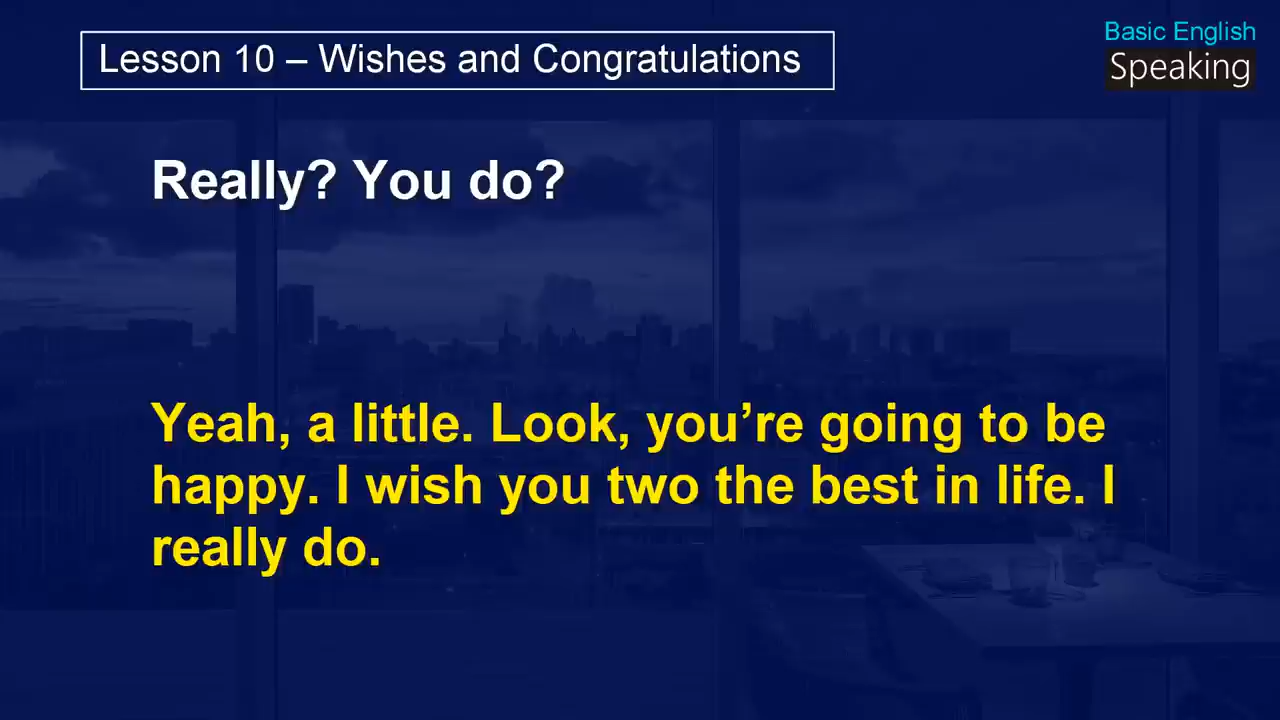 Lesson 10 – Wishes and Congratulations
Basic English
Speaking
Really? You do?
Yeah, a little. Look, you’re going to be
happy. I wish you two the best in life. I
really do.